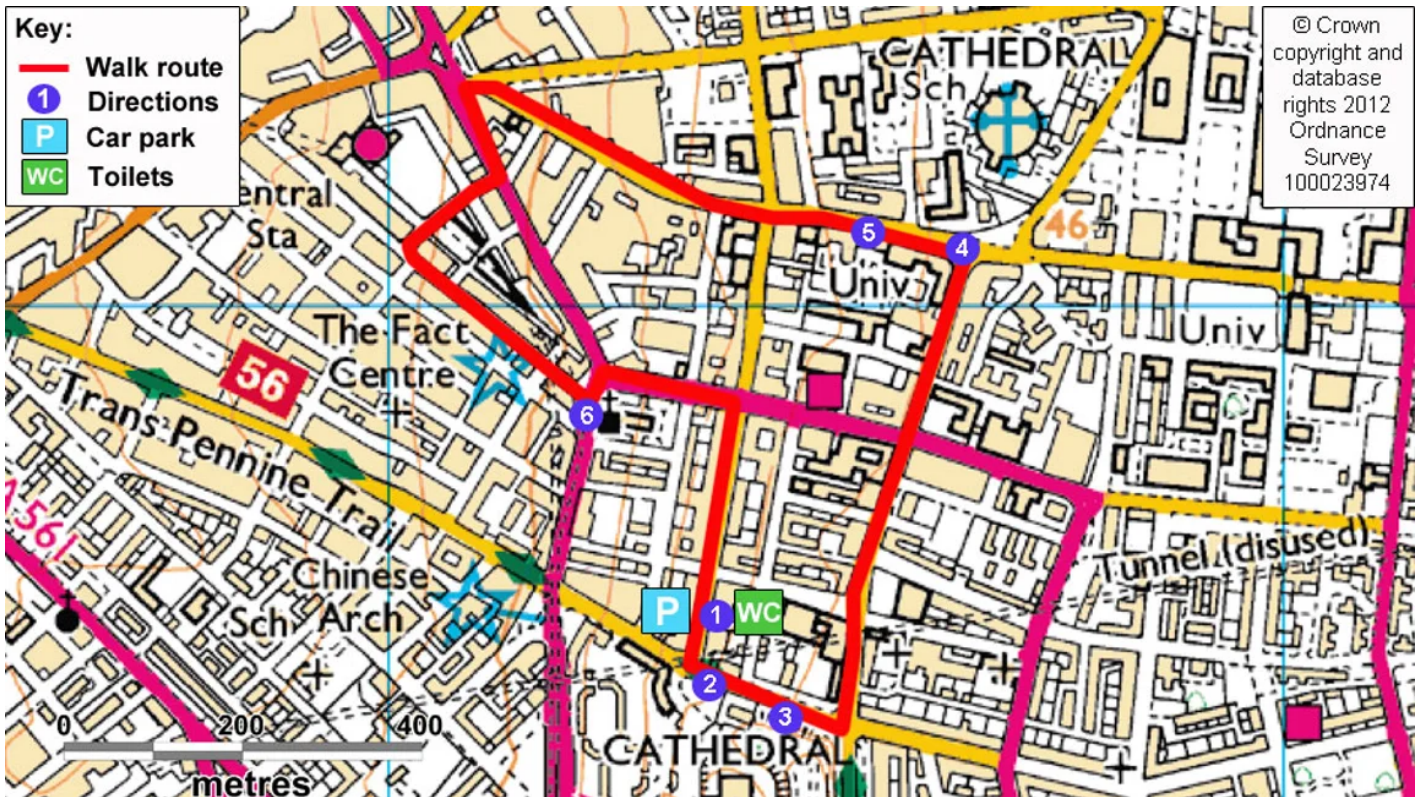 Key:
Walk route
1 Directions
P Car park
WC Toilets
© Crown
copyright and
database
rights 2012
Ordnance
Survey
100023974
CATHEDRAL
Sch
entral
Sta
46
5
4
Univ
Univ
The Fact
Centre
56
6
Trans Pennine Trail
A561
Tunnel (disused)
Chinese
Arch
Sch
P
1
WC
2
3
CATHEDRAL
0 200 400
metres